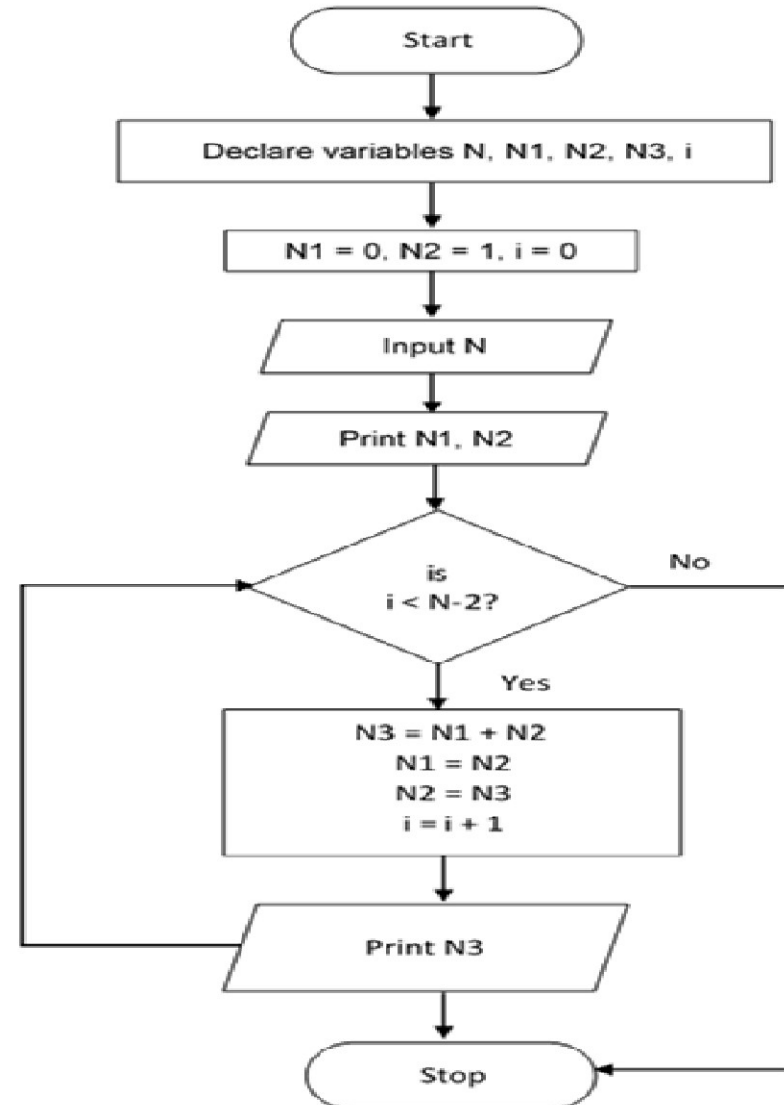 Start
Declare variables N, N1, N2, N3, i
N1 = 0, N2 = 1, i = 0
Input N
Print N1, N2
is
i < N-2?
No
Yes
N3 = N1 + N2
N1 = N2
N2 = N3
i = i + 1
Print N3
Stop